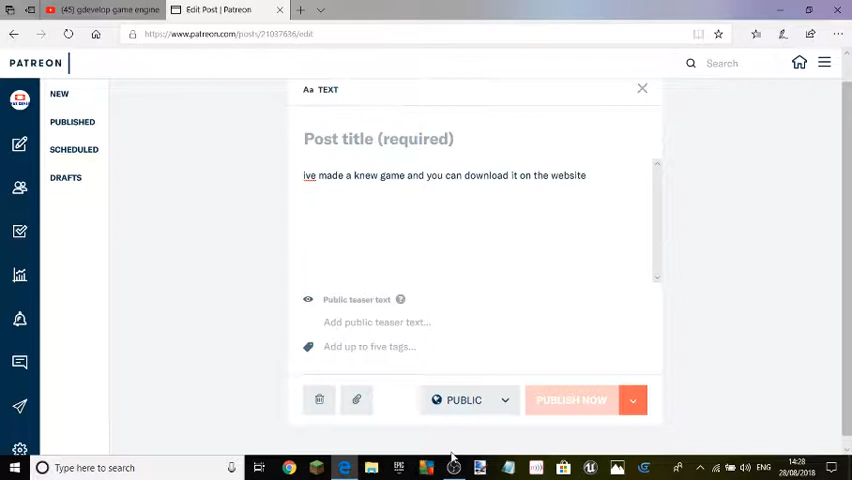 (45) gdevelop game engine
Edit Post | Patreon
https://www.patreon.com/posts/21037636/edit
PATREON
Search
NEW
PUBLISHED
SCHEDULED
DRAFTS
Aa TEXT
Post title (required)
ive made a knew game and you can download it on the website
Public teaser text ?
Add public teaser text...
Add up to five tags...
PUBLIC
PUBLISH NOW
Type here to search
EPIC
ENG
14:28
28/08/2018